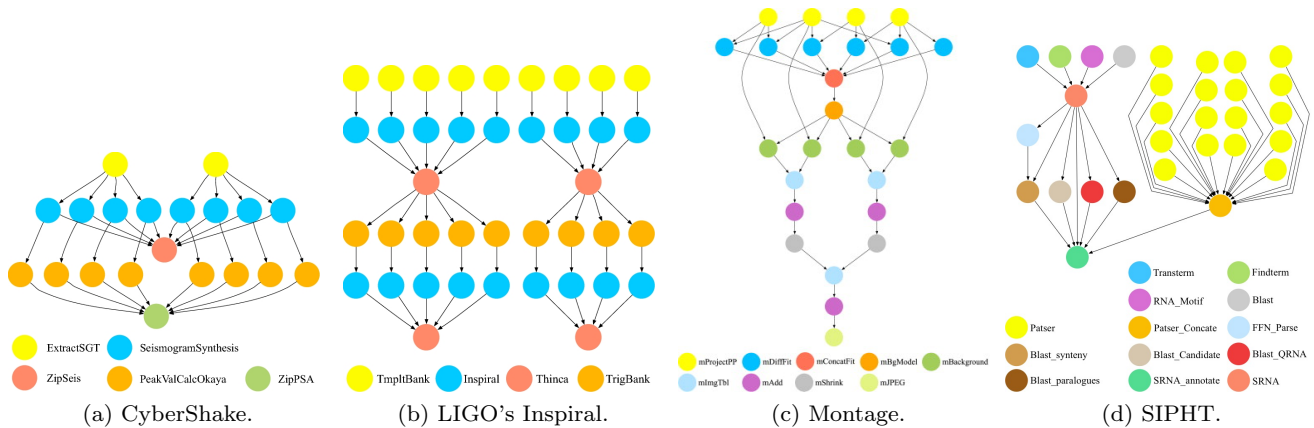 ExtractSGT SeismogramSynthesis
ZipSeis PeakValCalcOkaya ZipPSA
(a) CyberShake.
TmpltBank Inspiral Thinca TrigBank
(b) LIGO's Inspiral.
mProjectPP mDiffFit mConcatFit mBgModel mBackground
mImgTbl mAdd mShrink mJPEG
(c) Montage.
Transterm Findterm
RNA_Motif Blast
Patser Patser_Concate FFN_Parse
Blast_synteny Blast_Candidate Blast_QRNA
Blast_paralogues SRNA_annotate SRNA
(d) SIPHT.